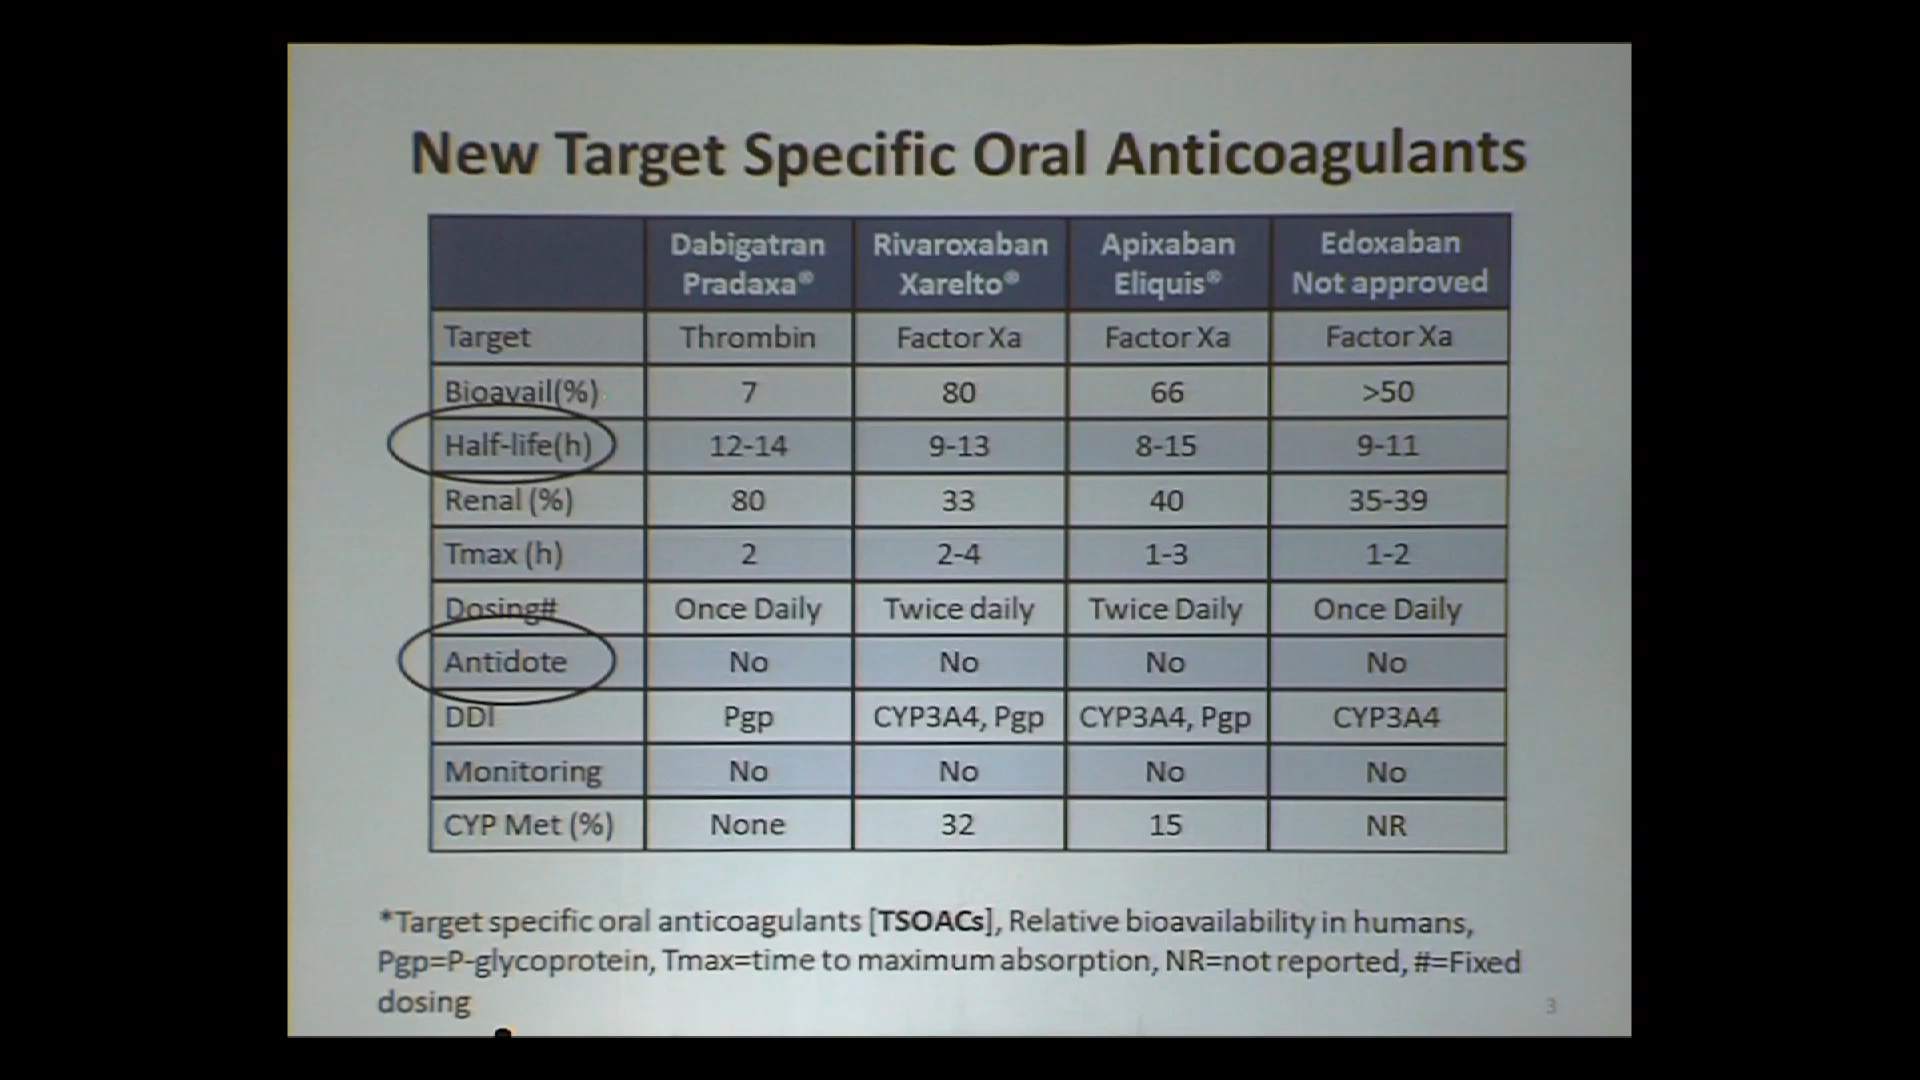 New Target Specific Oral Anticoagulants
Dabigatran Pradaxa® Rivaroxaban Xarelto® Apixaban Eliquis® Edoxaban Not approved
Target Thrombin Factor Xa Factor Xa Factor Xa
Bioavail(%) 7 80 66 >50
Half-life(h) 12-14 9-13 8-15 9-11
Renal (%) 80 33 40 35-39
Tmax (h) 2 2-4 1-3 1-2
Dosing# Once Daily Twice daily Twice Daily Once Daily
Antidote No No No No
DDI Pgp CYP3A4, Pgp CYP3A4, Pgp CYP3A4
Monitoring No No No No
CYP Met (%) None 32 15 NR
*Target specific oral anticoagulants [TSOACs], Relative bioavailability in humans,
Pgp=P-glycoprotein, Tmax=time to maximum absorption, NR=not reported, #=Fixed
dosing
3